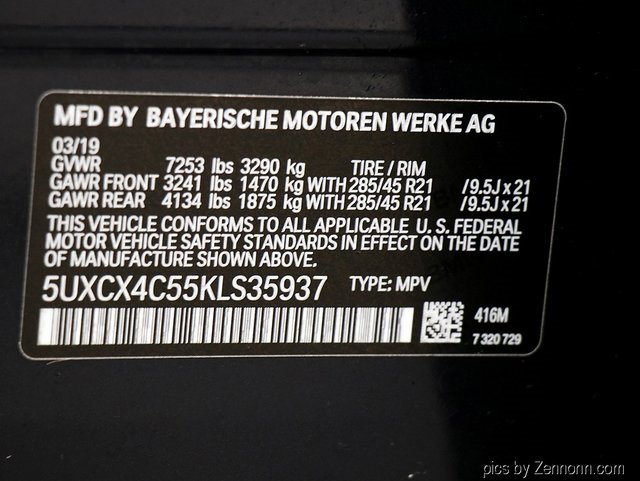 MFD BY BAYERISCHE MOTOREN WERKE AG
03/19
GVWR 7253 lbs 3290 kg TIRE / RIM
GAWR FRONT 3241 lbs 1470 kg WITH 285/45 R21 /9.5J x 21
GAWR REAR 4134 lbs 1875 kg WITH 285/45 R21 /9.5J x 21
THIS VEHICLE CONFORMS TO ALL APPLICABLE U. S. FEDERAL
MOTOR VEHICLE SAFETY STANDARDS IN EFFECT ON THE DATE
OF MANUFACTURE SHOWN ABOVE.
5UXCX4C55KLS35937 TYPE: MPV
416M
7 320 729
pics by Zennonn.com